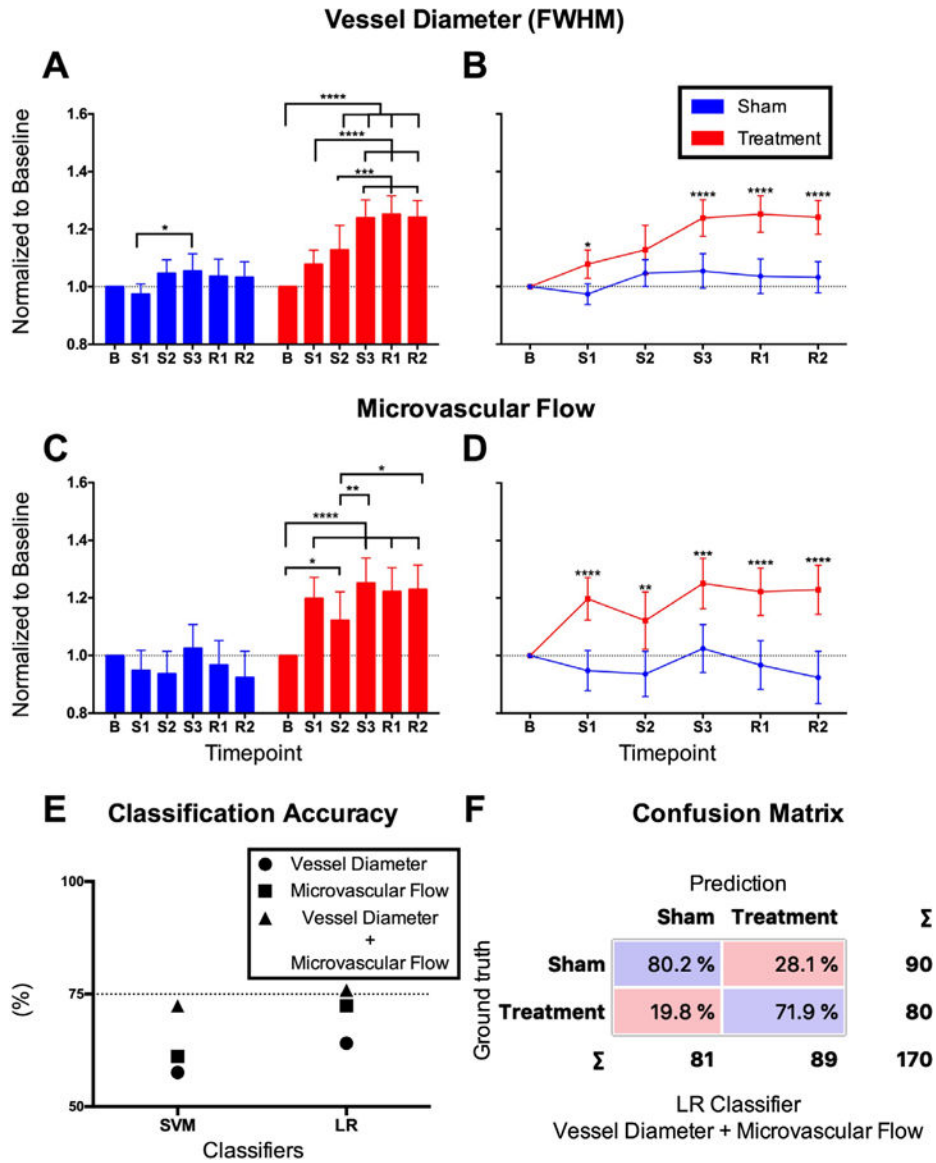 Vessel Diameter (FWHM)
A
B
Normalized to Baseline
1.6
1.4
1.2
1.0
0.8
****
****
***
*
B S1 S2 S3 R1 R2
B S1 S2 S3 R1 R2
Sham
Treatment
* **** **** ****
B S1 S2 S3 R1 R2
Microvascular Flow
C
D
Normalized to Baseline
1.6
1.4
1.2
1.0
0.8
*
**
****
*
B S1 S2 S3 R1 R2
B S1 S2 S3 R1 R2
Timepoint
**** ** *** **** ****
B S1 S2 S3 R1 R2
Timepoint
E Classification Accuracy
(%)
100
75
50
Vessel Diameter
Microvascular Flow
Vessel Diameter
+
Microvascular Flow
SVM LR
Classifiers
F Confusion Matrix
Prediction
Sham Treatment Σ
Ground truth
Sham 80.2 % 28.1 % 90
Treatment 19.8 % 71.9 % 80
Σ 81 89 170
LR Classifier
Vessel Diameter + Microvascular Flow